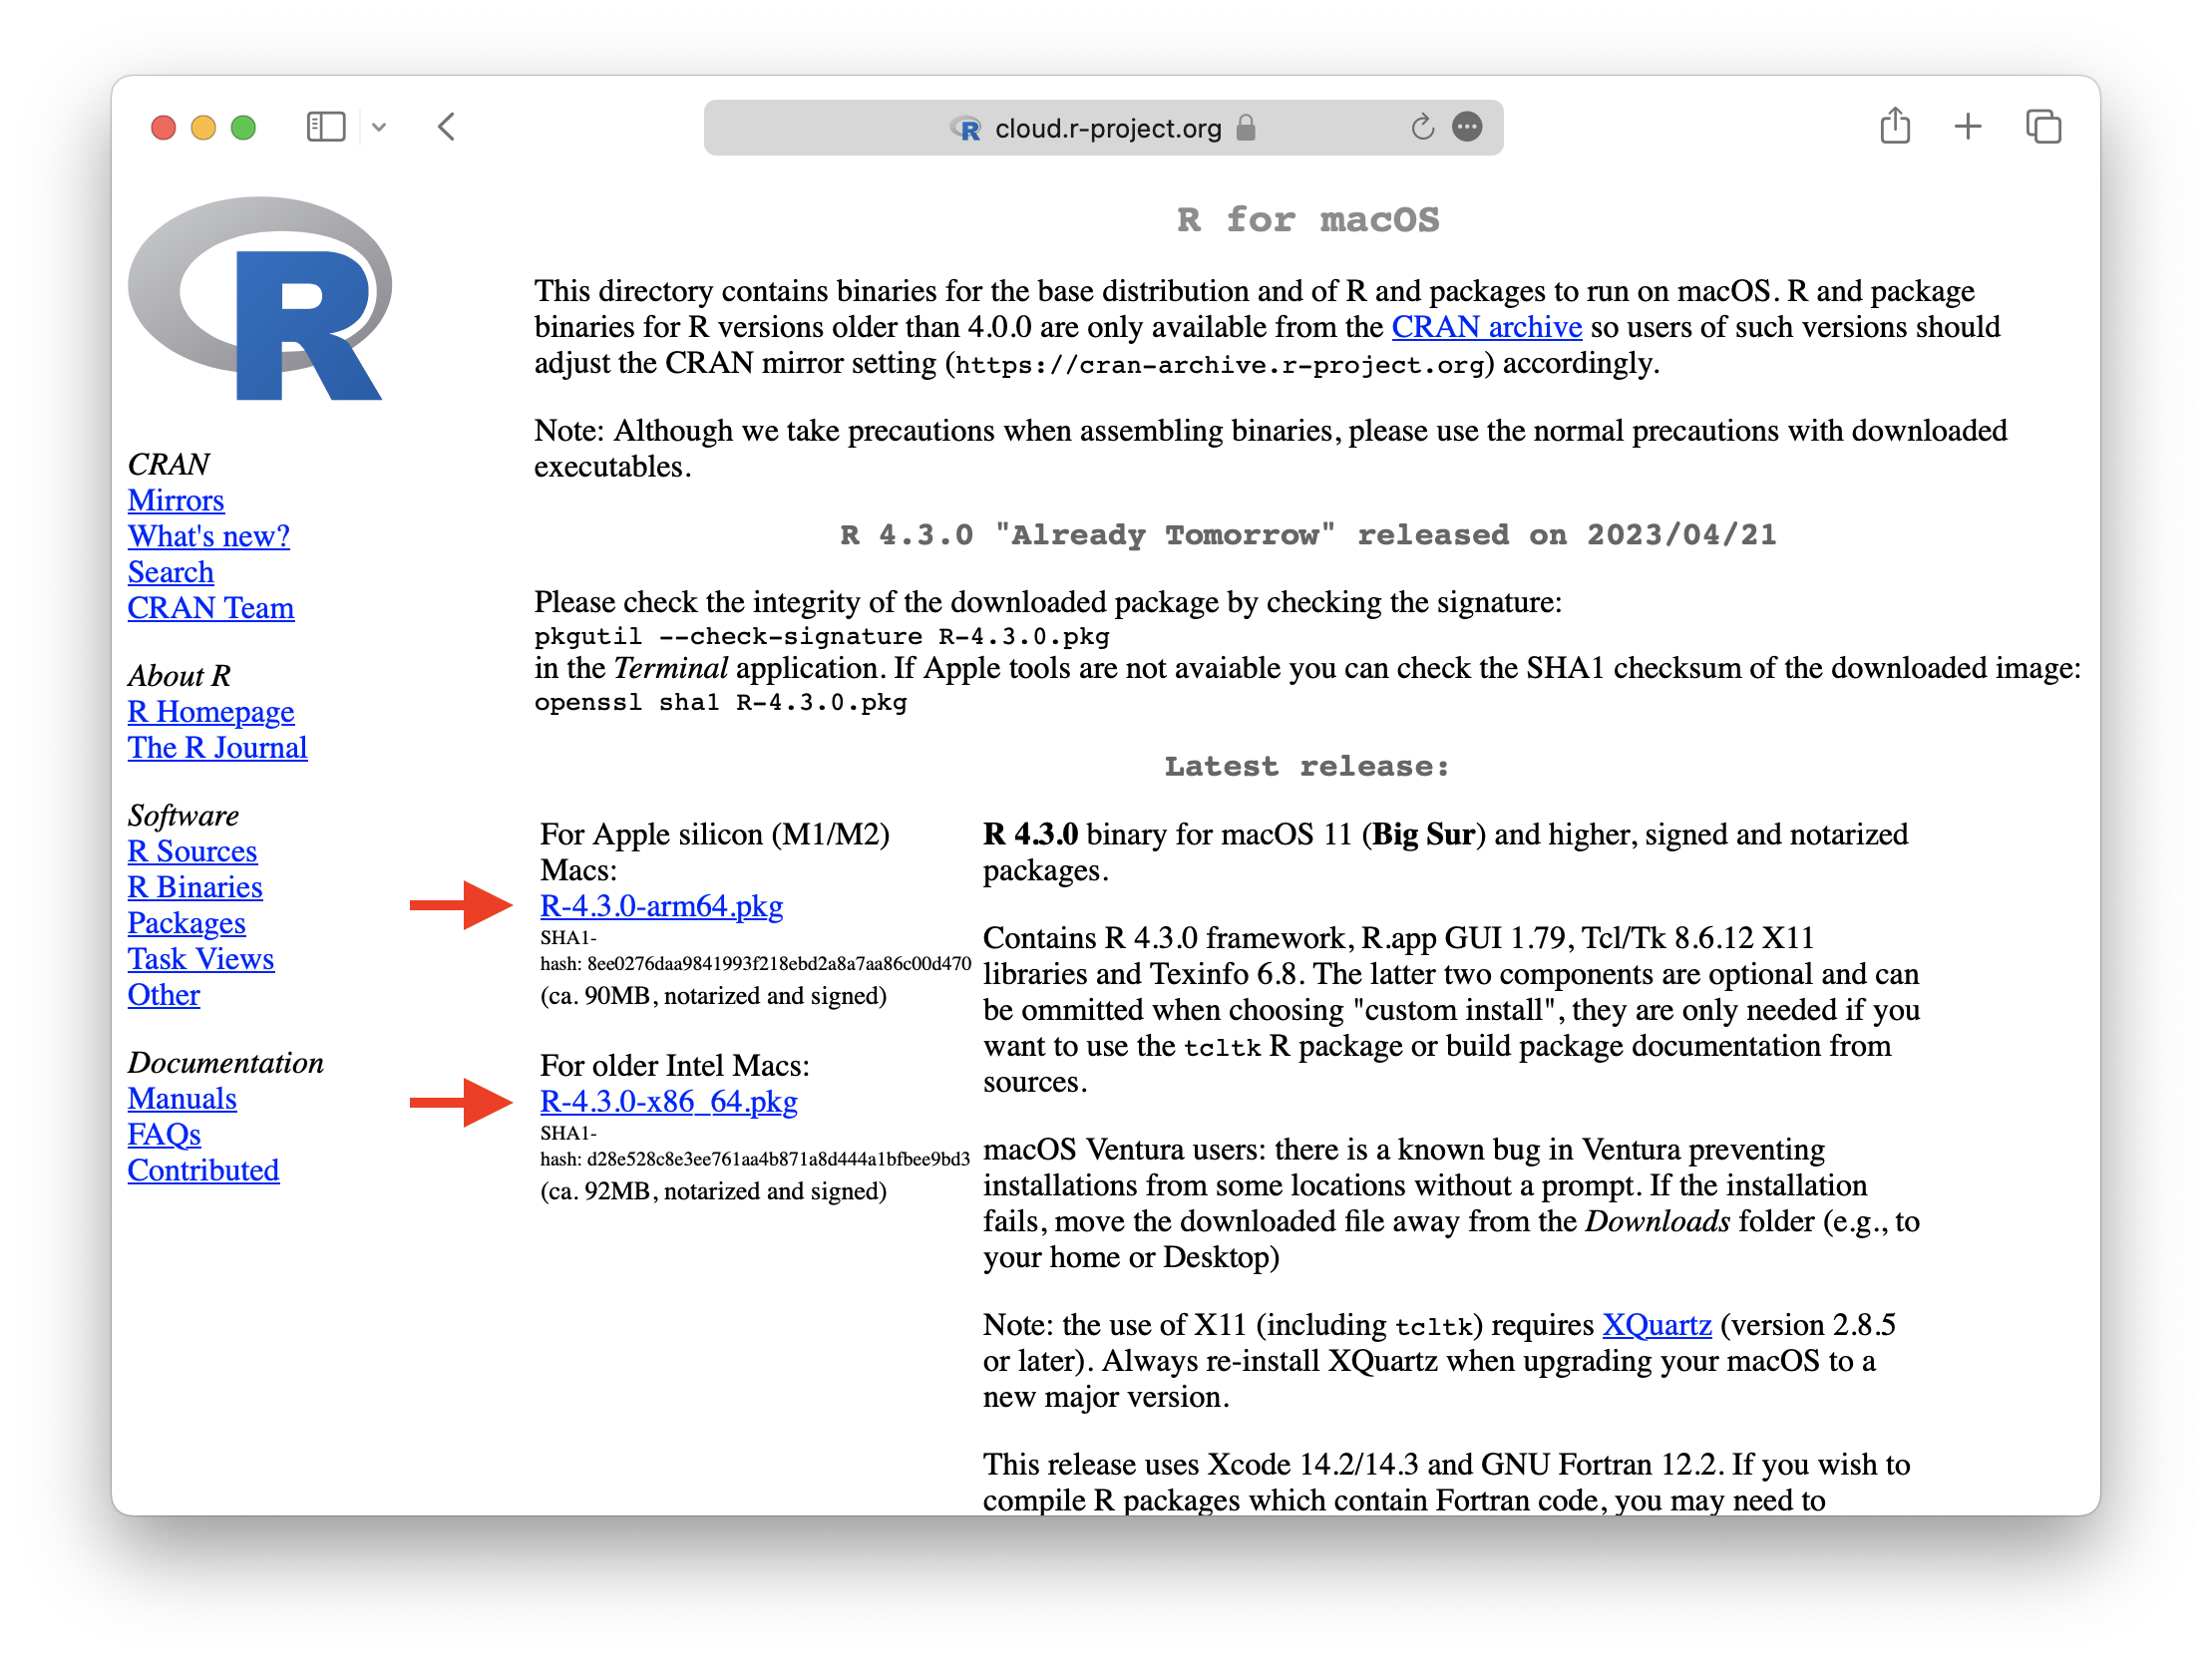 cloud.r-project.org
R
CRAN
Mirrors
What's new?
Search
CRAN Team
About R
R Homepage
The R Journal
Software
R Sources
R Binaries
Packages
Task Views
Other
Documentation
Manuals
FAQs
Contributed
R for macOS
This directory contains binaries for the base distribution and of R and packages to run on macOS. R and package
binaries for R versions older than 4.0.0 are only available from the CRAN archive so users of such versions should
adjust the CRAN mirror setting (https://cran-archive.r-project.org) accordingly.
Note: Although we take precautions when assembling binaries, please use the normal precautions with downloaded
executables.
R 4.3.0 "Already Tomorrow" released on 2023/04/21
Please check the integrity of the downloaded package by checking the signature:
pkgutil --check-signature R-4.3.0.pkg
in the Terminal application. If Apple tools are not avaiable you can check the SHA1 checksum of the downloaded image:
openssl sha1 R-4.3.0.pkg
Latest release:
For Apple silicon (M1/M2)
Macs:
R-4.3.0-arm64.pkg
SHA1-
hash: 8ee0276daa9841993f218ebd2a8a7aa86c00d470
(ca. 90MB, notarized and signed)
For older Intel Macs:
R-4.3.0-x86_64.pkg
SHA1-
hash: d28e528c8e3ee761aa4b871a8d444a1bfbee9bd3
(ca. 92MB, notarized and signed)
R 4.3.0 binary for macOS 11 (Big Sur) and higher, signed and notarized
packages.
Contains R 4.3.0 framework, R.app GUI 1.79, Tcl/Tk 8.6.12 X11
libraries and Texinfo 6.8. The latter two components are optional and can
be ommitted when choosing "custom install", they are only needed if you
want to use the tcltk R package or build package documentation from
sources.
macOS Ventura users: there is a known bug in Ventura preventing
installations from some locations without a prompt. If the installation
fails, move the downloaded file away from the Downloads folder (e.g., to
your home or Desktop)
Note: the use of X11 (including tcltk) requires XQuartz (version 2.8.5
or later). Always re-install XQuartz when upgrading your macOS to a
new major version.
This release uses Xcode 14.2/14.3 and GNU Fortran 12.2. If you wish to
compile R packages which contain Fortran code, you may need to